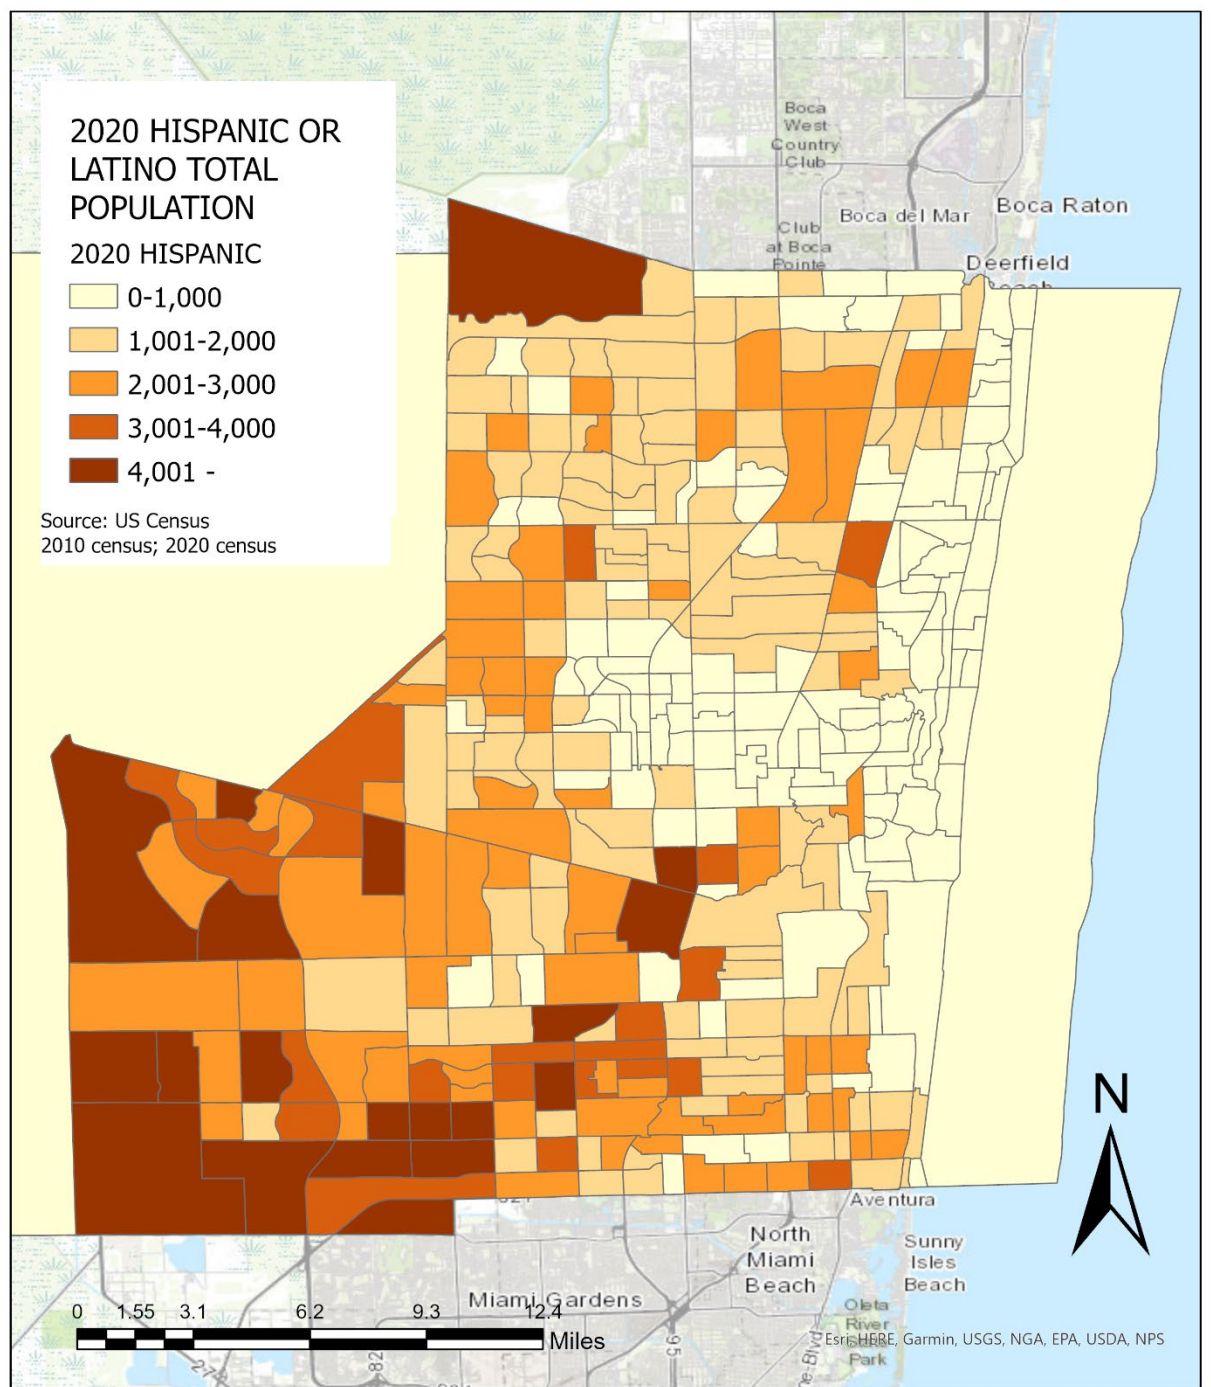 Boca
West
Country
Club
2020 HISPANIC OR
LATINO TOTAL
POPULATION
2020 HISPANIC
0-1,000
1,001-2,000
2,001-3,000
3,001-4,000
4,001 -
Source: US Census
2010 census; 2020 census
Boca del Mar
Boca Raton
Club
at Boca
Pointe
Deerfield
Beach
N
Aventura
North
Miami
Beach
Sunny
Isles
Beach
Miami Gardens
0 1.55 3.1 6.2 9.3 12.4
Miles
Oleta
River
Park
95
Esri, HERE, Garmin, USGS, NGA, EPA, USDA, NPS